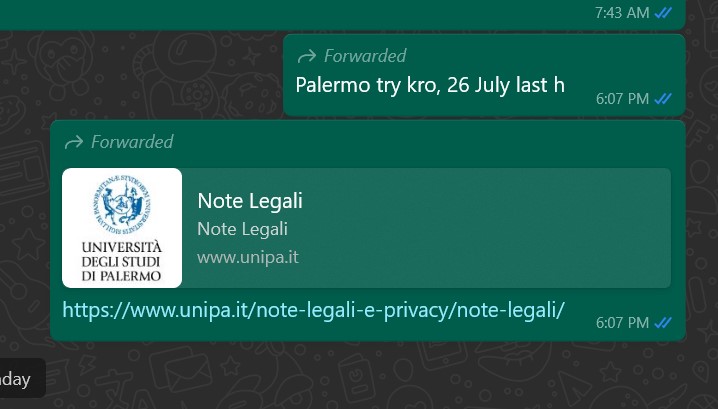 7:43 AM
Forwarded
Palermo try kro, 26 July last h
6:07 PM
Forwarded
UNIVERSITÀ
DEGLI STUDI
DI PALERMO
Note Legali
Note Legali
www.unipa.it
https://www.unipa.it/note-legali-e-privacy/note-legali/
6:07 PM